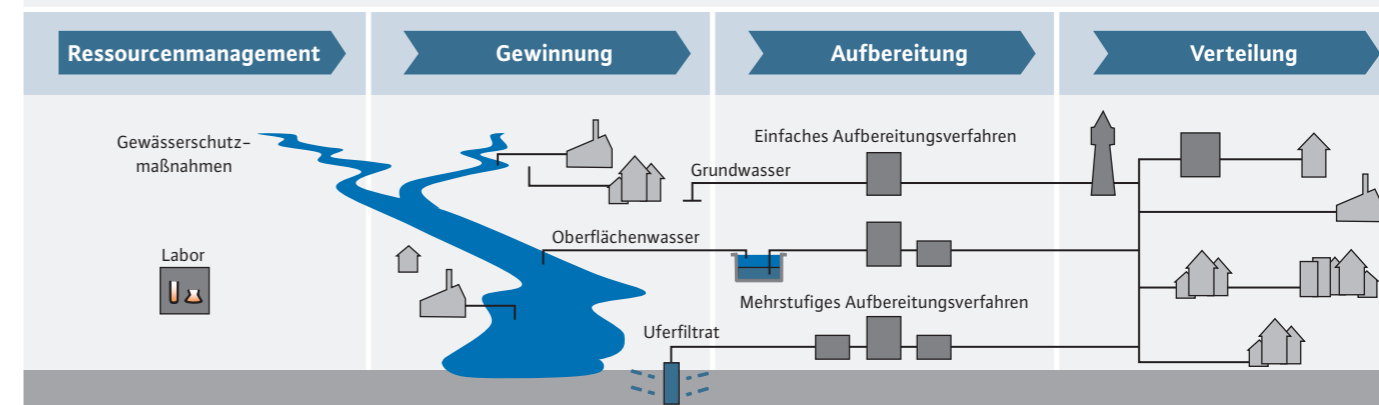 Ressourcenmanagement
Gewinnung
Aufbereitung
Verteilung
Gewässerschutz-
maßnahmen
Einfaches Aufbereitungsverfahren
Grundwasser
Oberflächenwasser
Labor
Mehrstufiges Aufbereitungsverfahren
Uferfiltrat